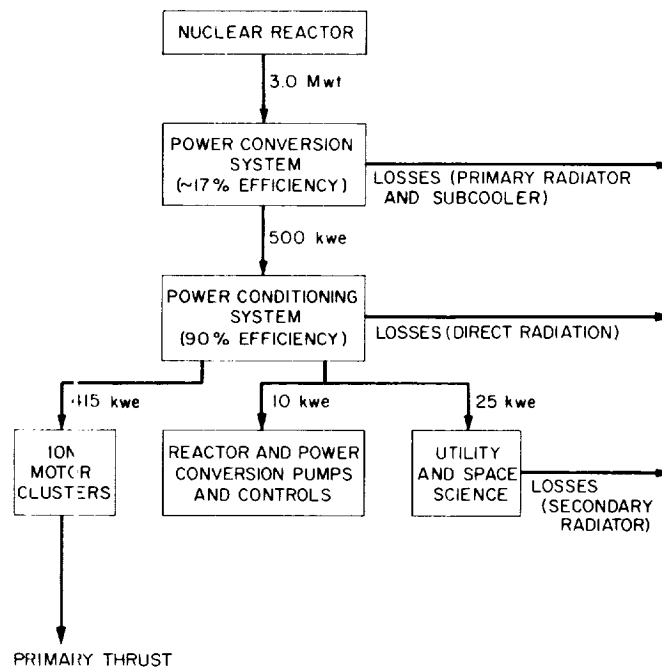 NUCLEAR REACTOR
3.0 Mwt
POWER CONVERSION
SYSTEM
(~17% EFFICIENCY)
LOSSES (PRIMARY RADIATOR
AND SUBCOOLER)
500 kwe
POWER CONDITIONING
SYSTEM
(90% EFFICIENCY)
LOSSES (DIRECT RADIATION)
415 kwe
10 kwe
25 kwe
ION
MOTOR
CLUSTERS
REACTOR AND POWER
CONVERSION PUMPS
AND CONTROLS
UTILITY
AND SPACE
SCIENCE
LOSSES
(SECONDARY
RADIATOR)
PRIMARY THRUST